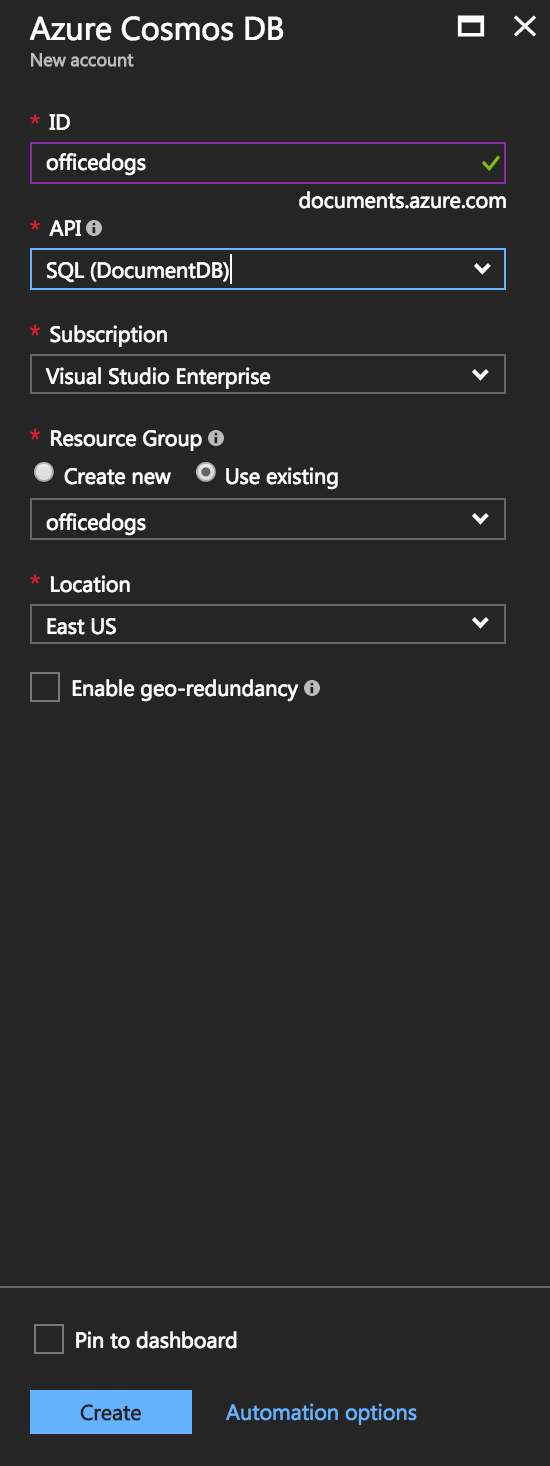 Azure Cosmos DB
New account
* ID
officedogs
documents.azure.com
* API
SQL (DocumentDB)
* Subscription
Visual Studio Enterprise
* Resource Group
Create new Use existing
officedogs
* Location
East US
Enable geo-redundancy
Pin to dashboard
Create Automation options